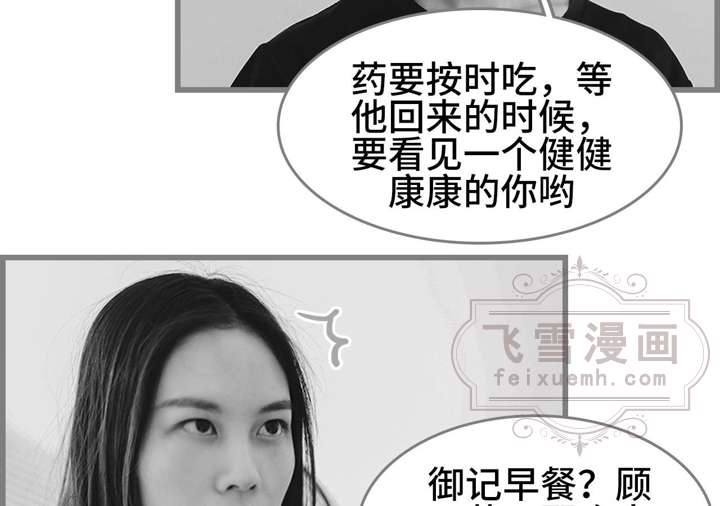 药要按时吃，等
他回来的时候，
要看见一个健健
康康的你哟
飞雪漫画
feixuemh.com
御记早餐？顾